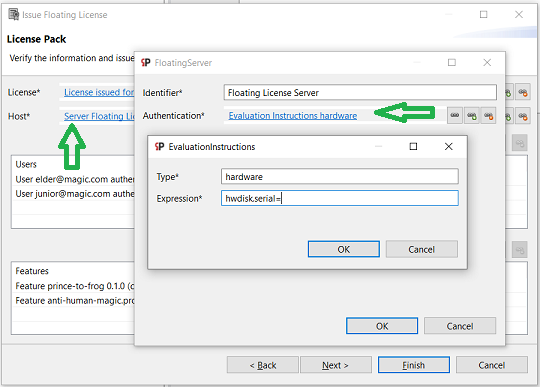 Issue Floating License
License Pack
Verify the information and issue
License*
License issued for
Host*
Server Floating Lice
Users
User elder@magic.com authe
User junior@magic.com authe
Features
Feature prince-to-frog 0.1.0 (
Feature anti-human-magic.pro
FloatingServer
Identifier*
Floating License Server
Authentication*
Evaluation Instructions hardware
EvaluationInstructions
Type*
hardware
Expression*
hwdisk.serial=
OK
Cancel
OK
Cancel
< Back
Next >
Finish
Cancel